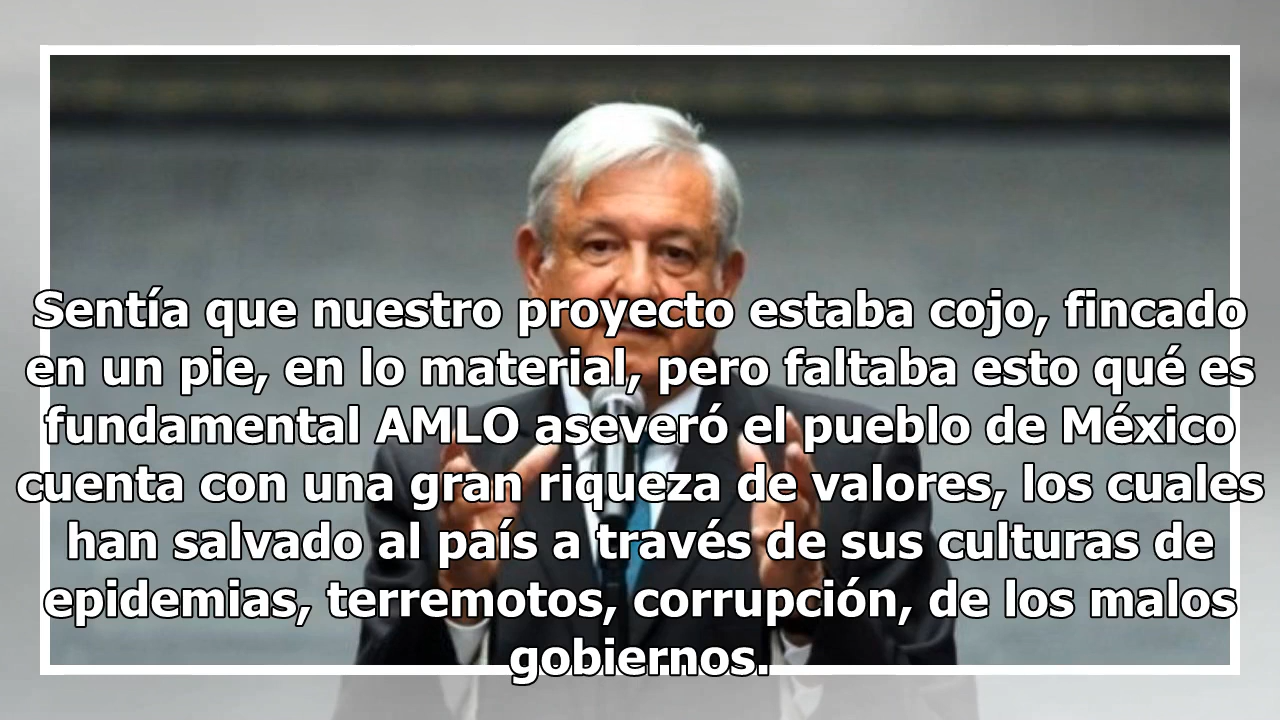 Sentía que nuestro proyecto estaba cojo, fincado
en un pie, en lo material, pero faltaba esto qué es
fundamental AMLO aseveró el pueblo de México
cuenta con una gran riqueza de valores, los cuales
han salvado al país a través de sus culturas de
epidemias, terremotos, corrupción, de los malos
gobiernos.